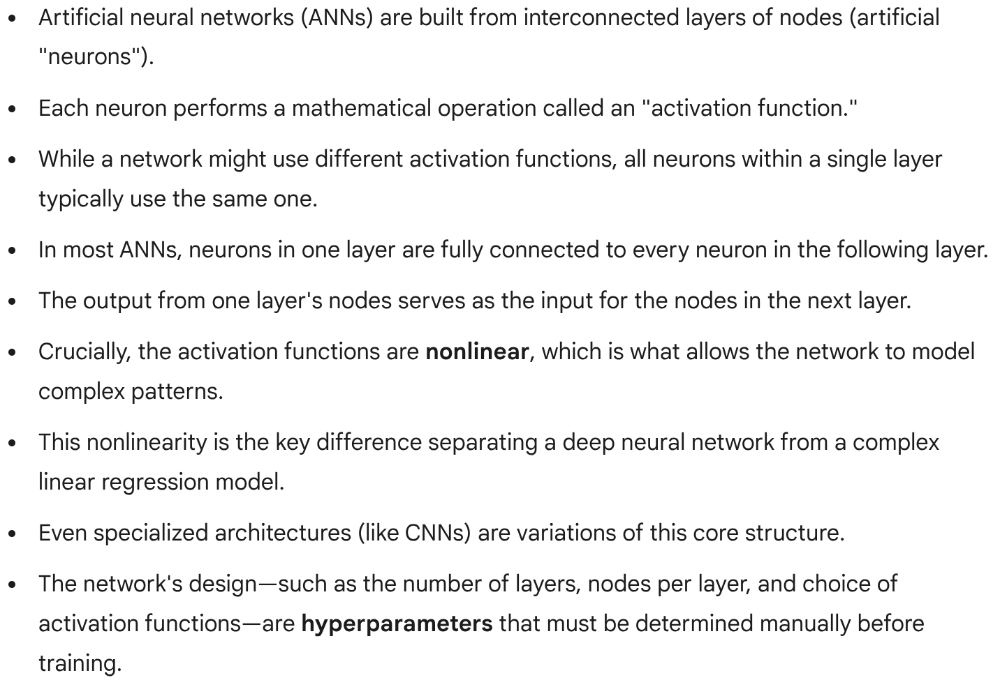 • Artificial neural networks (ANNs) are built from interconnected layers of nodes (artificial
"neurons").
• Each neuron performs a mathematical operation called an "activation function."
• While a network might use different activation functions, all neurons within a single layer
typically use the same one.
• In most ANNs, neurons in one layer are fully connected to every neuron in the following layer.
• The output from one layer's nodes serves as the input for the nodes in the next layer.
• Crucially, the activation functions are nonlinear, which is what allows the network to model
complex patterns.
• This nonlinearity is the key difference separating a deep neural network from a complex
linear regression model.
• Even specialized architectures (like CNNs) are variations of this core structure.
• The network's design—such as the number of layers, nodes per layer, and choice of
activation functions—are hyperparameters that must be determined manually before
training.